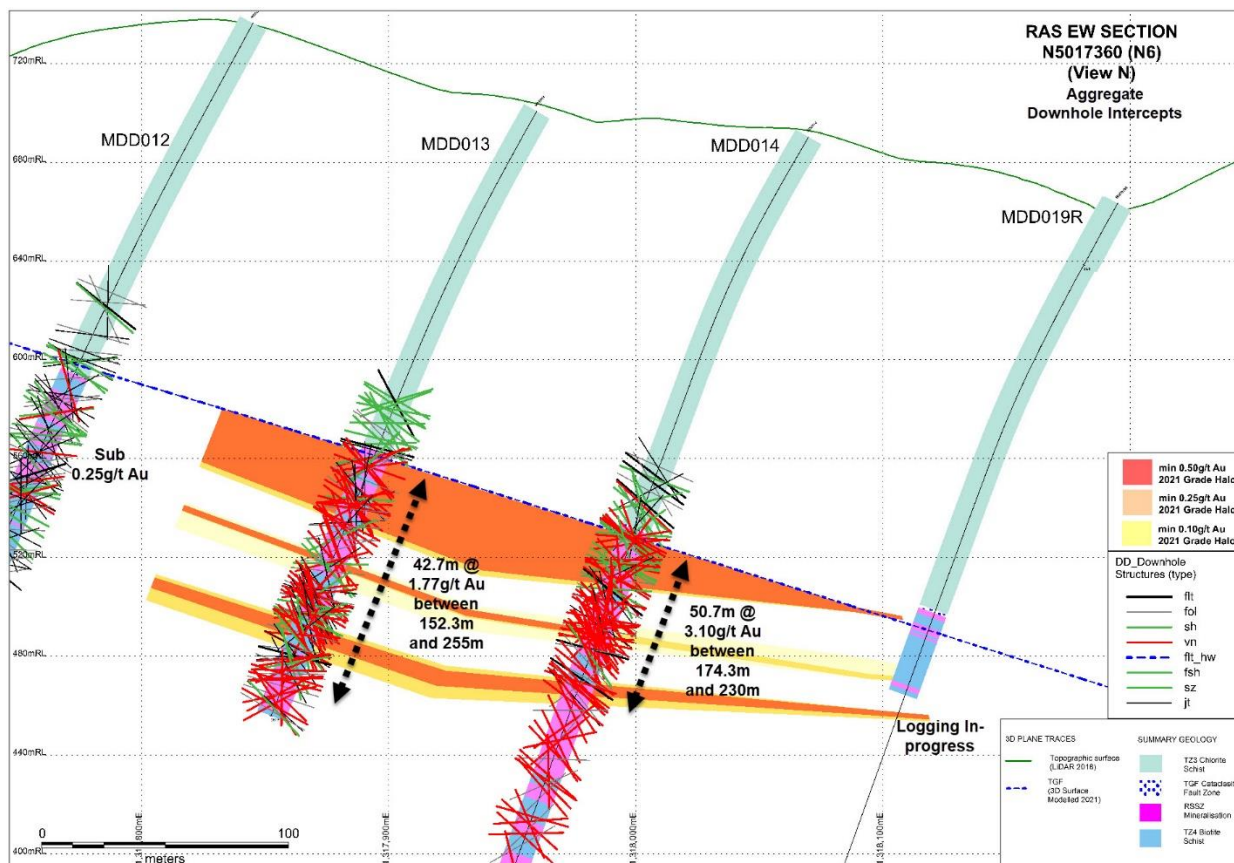 RAS EW SECTION
N5017360 (N6)
(View N)
Aggregate
Downhole Intercepts
720mRL
MDD012
MDD013
MDD014
680mRL
MDD019R
640mRL
600mRL
Sub
0.25g/t Au
520mRL
42.7m @
1.77g/t Au
between
152.3m
and 255m
50.7m @
3.10g/t Au
between
174.3m
and 230m
480mRL
Logging In-
progress
440mRL
400mRL
min 0.50g/t Au
2021 Grade Halo
min 0.25g/t Au
2021 Grade Halo
min 0.10g/t Au
2021 Grade Halo
DD_Downhole
Structures (type)
flt
fol
sh
vn
flt_hw
fsh
sz
jt
3D PLANE TRACES
Topographic surface
(LiDAR 2018)
TGF
(3D Surface
Modelled 2021)
SUMMARY GEOLOGY
TZ3 Chlorite
Schist
TGF Cataclasite
Fault Zone
RSSZ
Mineralisation
TZ4 Biotite
Schist
0 100
meters
1,317,900mE
1,318,000mE
1,318,100mE